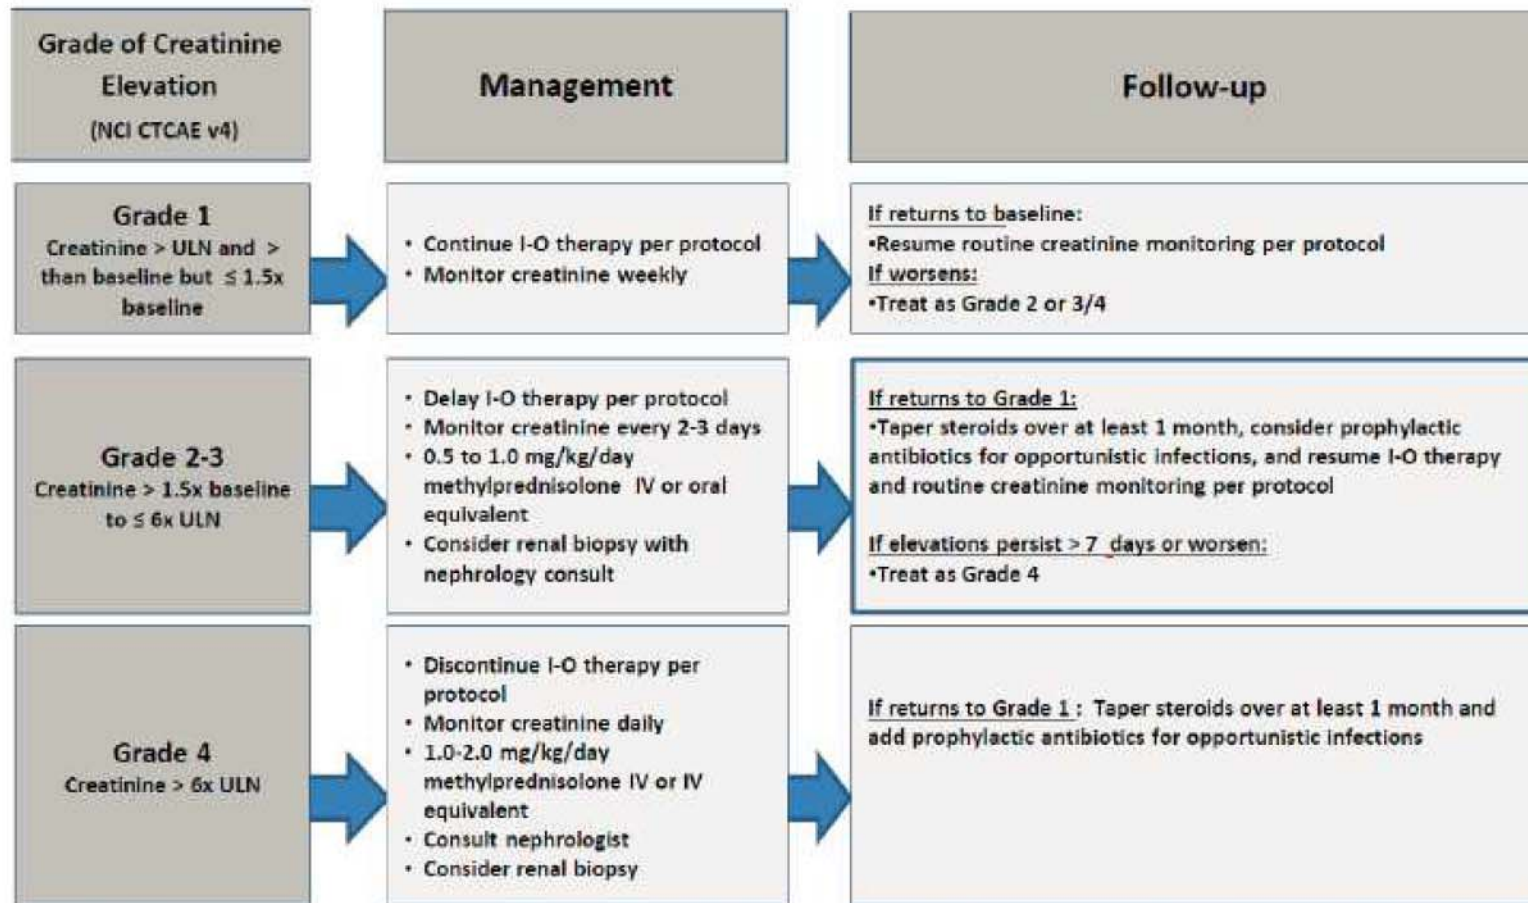 Grade of Creatinine
Elevation
(NCI CTCAE v4)
Management
Follow-up
Grade 1
Creatinine > ULN and >
than baseline but ≤ 1.5x
baseline
• Continue I-O therapy per protocol
• Monitor creatinine weekly
If returns to baseline:
•Resume routine creatinine monitoring per protocol
If worsens:
•Treat as Grade 2 or 3/4
Grade 2-3
Creatinine > 1.5x baseline
to ≤ 6x ULN
• Delay I-O therapy per protocol
• Monitor creatinine every 2-3 days
• 0.5 to 1.0 mg/kg/day
methylprednisolone IV or oral
equivalent
• Consider renal biopsy with
nephrology consult
If returns to Grade 1:
•Taper steroids over at least 1 month, consider prophylactic
antibiotics for opportunistic infections, and resume I-O therapy
and routine creatinine monitoring per protocol
If elevations persist > 7 days or worsen:
•Treat as Grade 4
Grade 4
Creatinine > 6x ULN
• Discontinue I-O therapy per
protocol
• Monitor creatinine daily
• 1.0-2.0 mg/kg/day
methylprednisolone IV or IV
equivalent
• Consult nephrologist
• Consider renal biopsy
If returns to Grade 1 : Taper steroids over at least 1 month and
add prophylactic antibiotics for opportunistic infections